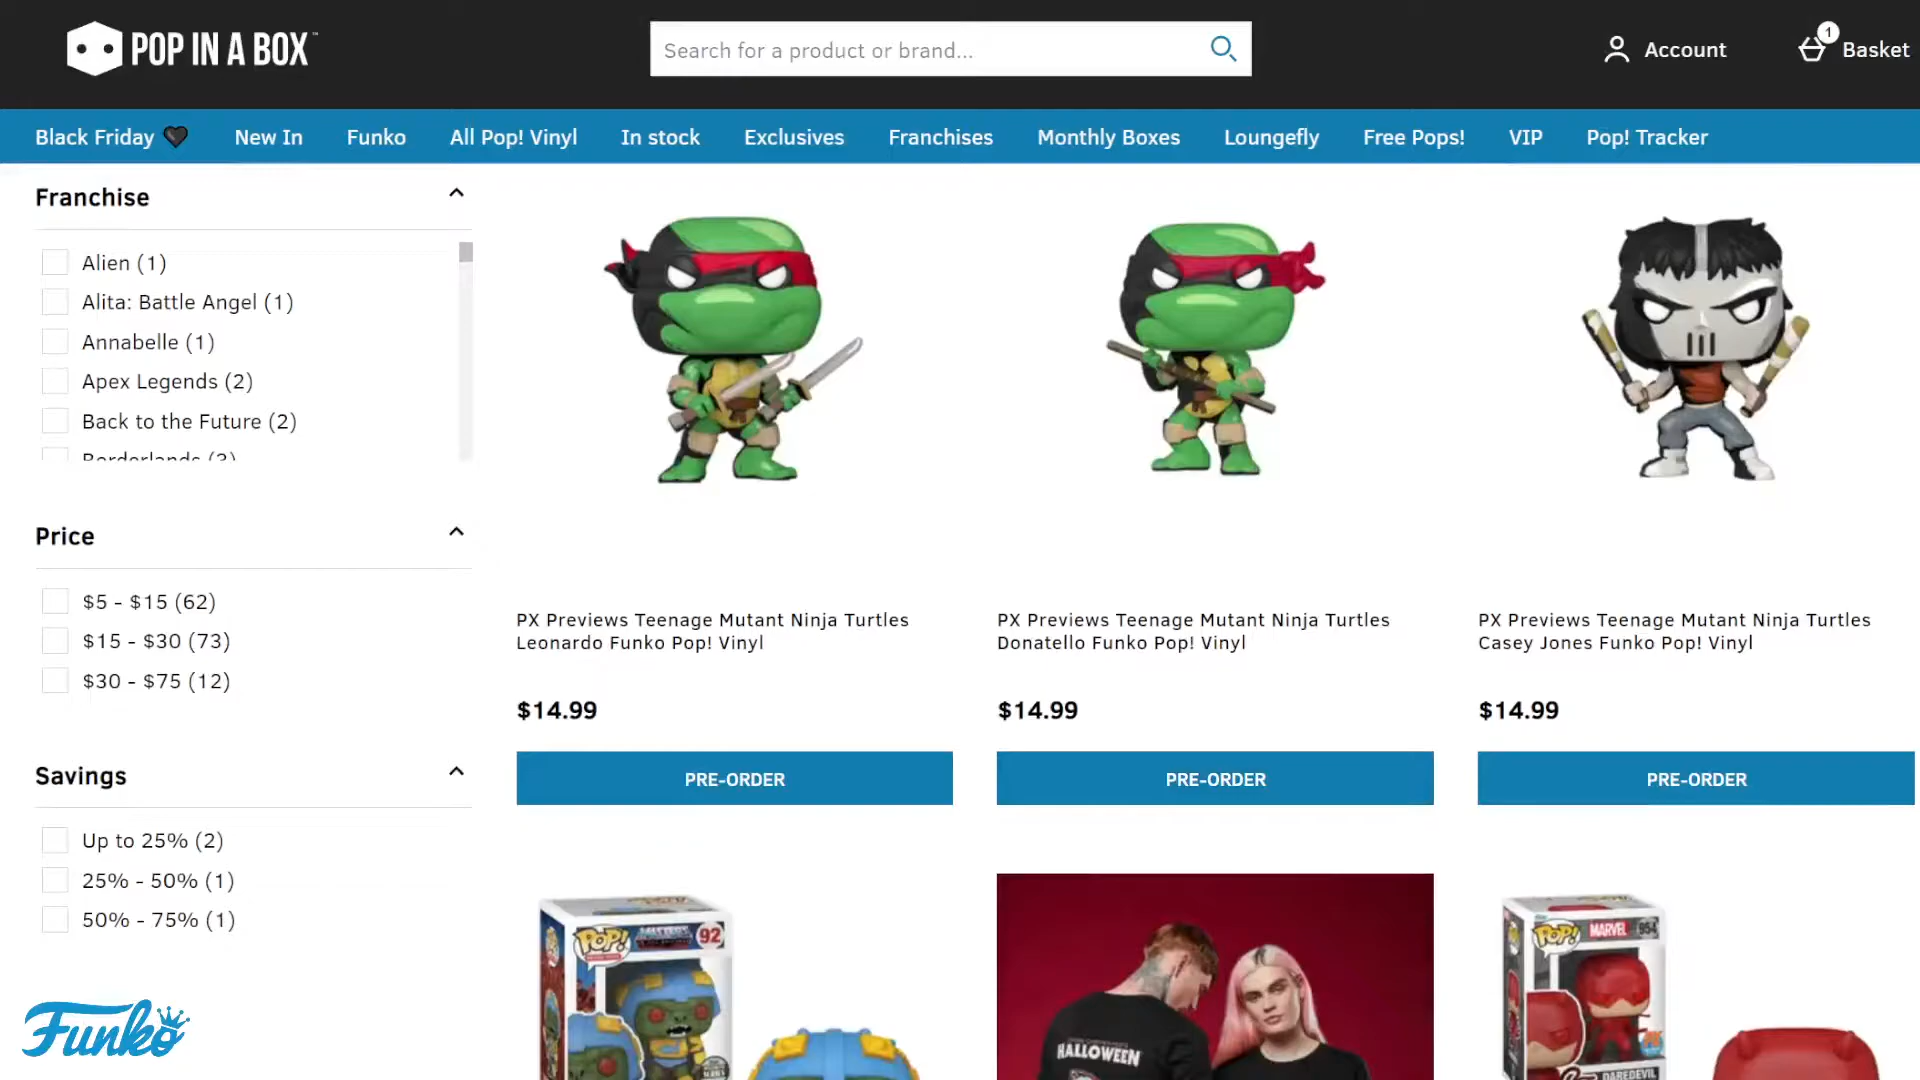 POP IN A BOX™
Search for a product or brand...
Account
1
Basket
Black Friday
New In
Funko
All Pop! Vinyl
In stock
Exclusives
Franchises
Monthly Boxes
Loungefly
Free Pops!
VIP
Pop! Tracker
Franchise
Alien (1)
Alita: Battle Angel (1)
Annabelle (1)
Apex Legends (2)
Back to the Future (2)
Borderlands (3)
Price
$5 - $15 (62)
$15 - $30 (73)
$30 - $75 (12)
Savings
Up to 25% (2)
25% - 50% (1)
50% - 75% (1)
Funko
PX Previews Teenage Mutant Ninja Turtles
Leonardo Funko Pop! Vinyl
$14.99
PRE-ORDER
PX Previews Teenage Mutant Ninja Turtles
Donatello Funko Pop! Vinyl
$14.99
PRE-ORDER
PX Previews Teenage Mutant Ninja Turtles
Casey Jones Funko Pop! Vinyl
$14.99
PRE-ORDER
POP!
MASTERS
92
HALLOWEEN
POP!
MARVEL
954
DAREDEVIL